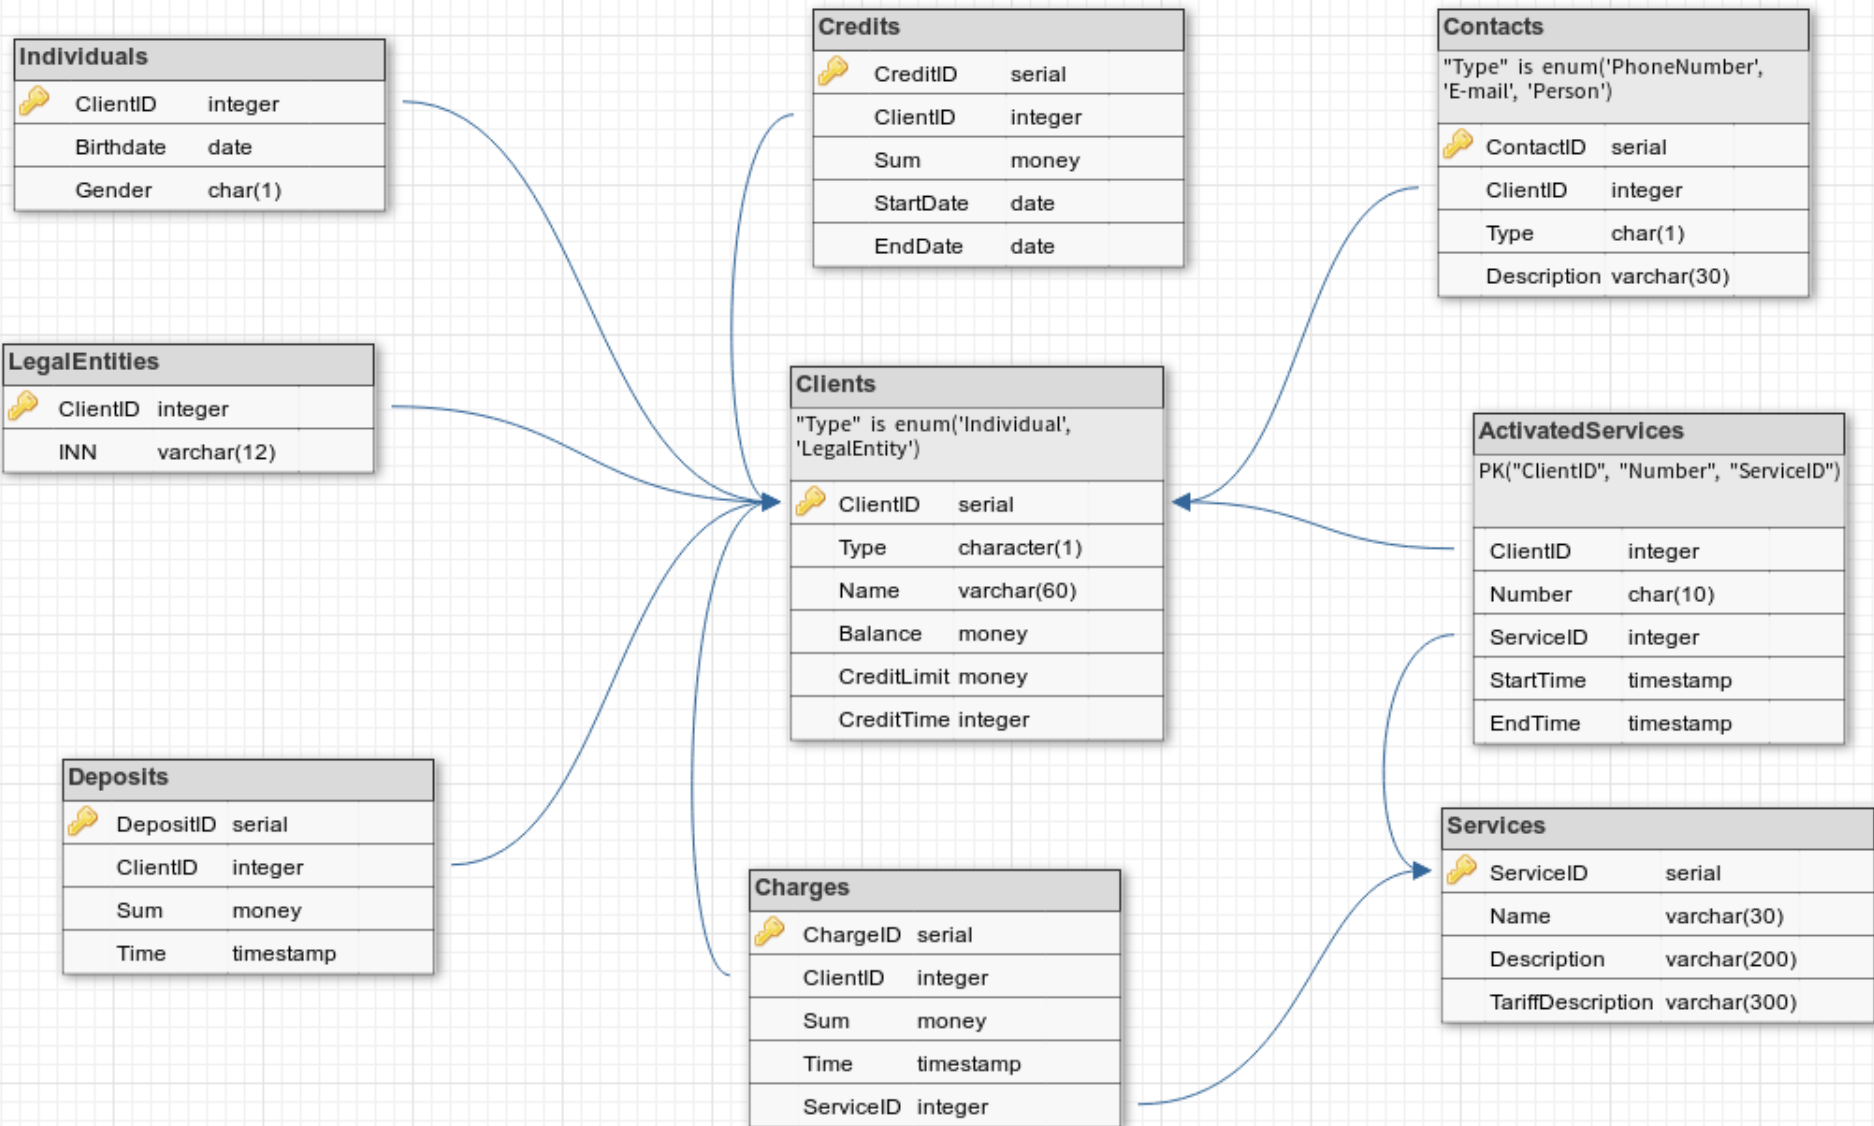 Individuals
ClientID integer
Birthdate date
Gender char(1)
Credits
CreditID serial
ClientID integer
Sum money
StartDate date
EndDate date
Contacts
"Type" is enum('PhoneNumber',
'E-mail', 'Person')
ContactID serial
ClientID integer
Type char(1)
Description varchar(30)
LegalEntities
ClientID integer
INN varchar(12)
Clients
"Type" is enum('Individual',
'LegalEntity')
ClientID serial
Type character(1)
Name varchar(60)
Balance money
CreditLimit money
CreditTime integer
ActivatedServices
PK("ClientID", "Number", "ServiceID")
ClientID integer
Number char(10)
ServiceID integer
StartTime timestamp
EndTime timestamp
Deposits
DepositID serial
ClientID integer
Sum money
Time timestamp
Charges
ChargeID serial
ClientID integer
Sum money
Time timestamp
ServiceID integer
Services
ServiceID serial
Name varchar(30)
Description varchar(200)
TariffDescription varchar(300)